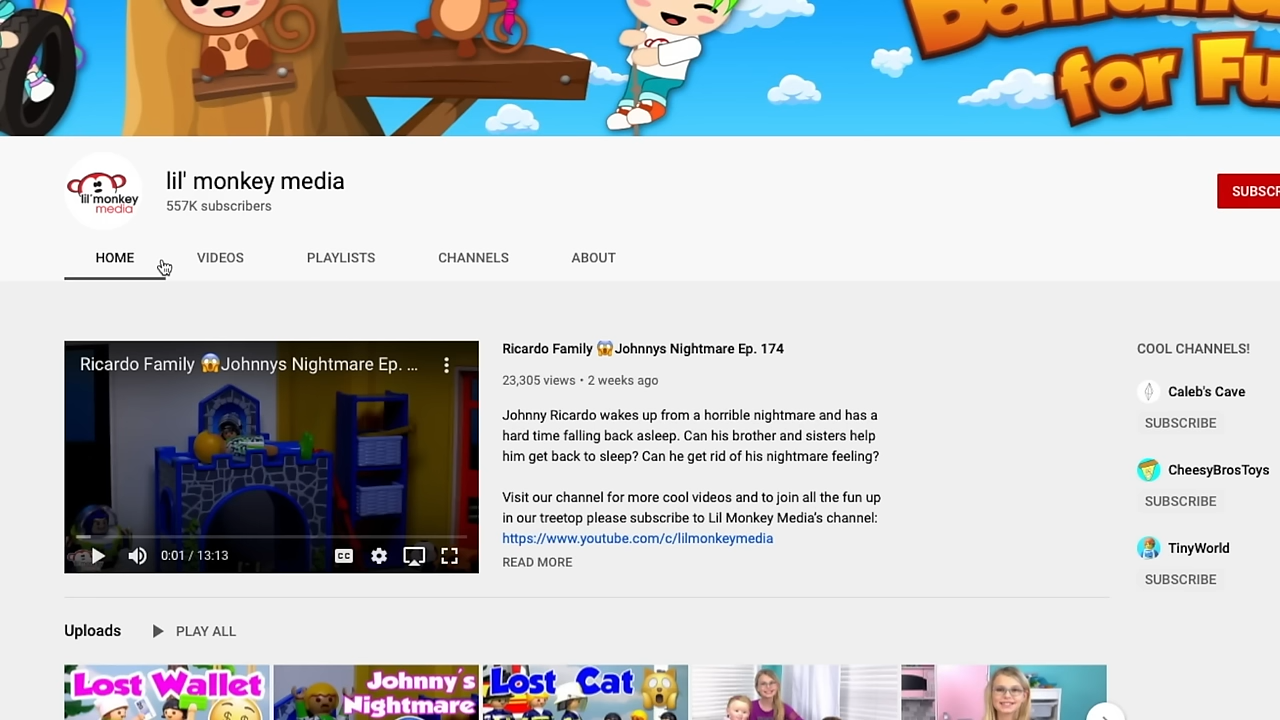 Banana
for Fu
lil' monkey media
lil' monkey media
557K subscribers
SUBSCR
HOME VIDEOS PLAYLISTS CHANNELS ABOUT
Ricardo Family 😱Johnnys Nightmare Ep. ...
0:01 / 13:13
CC
Ricardo Family 😱Johnnys Nightmare Ep. 174
23,305 views • 2 weeks ago
Johnny Ricardo wakes up from a horrible nightmare and has a
hard time falling back asleep. Can his brother and sisters help
him get back to sleep? Can he get rid of his nightmare feeling?
Visit our channel for more cool videos and to join all the fun up
in our treetop please subscribe to Lil Monkey Media's channel:
https://www.youtube.com/c/lilmonkeymedia
READ MORE
COOL CHANNELS!
Caleb's Cave
SUBSCRIBE
CheesyBrosToys
SUBSCRIBE
TinyWorld
SUBSCRIBE
Uploads PLAY ALL
Lost Wallet
Johnny's
Nightmare
Lost Cat